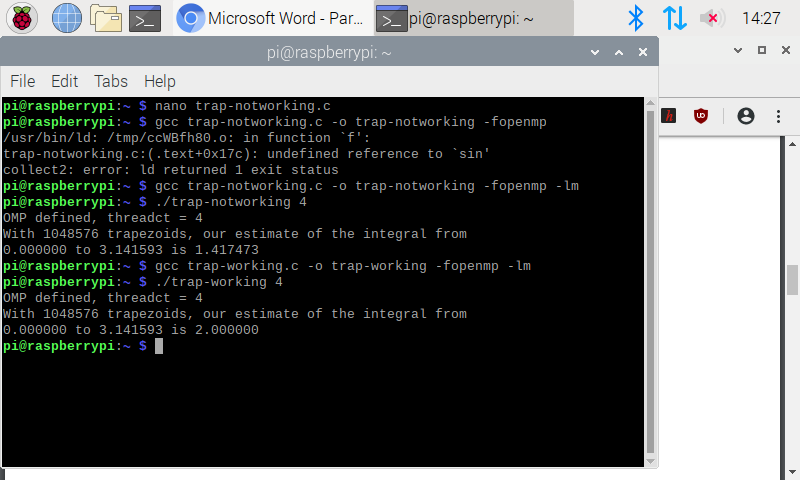 Microsoft Word - Par...
pi@raspberrypi: ~
14:27
pi@raspberrypi: ~
File Edit Tabs Help
pi@raspberrypi:~ $ nano trap-notworking.c
pi@raspberrypi:~ $ gcc trap-notworking.c -o trap-notworking -fopenmp
/usr/bin/ld: /tmp/ccWBfh80.o: in function `f':
trap-notworking.c:(.text+0x17c): undefined reference to `sin'
collect2: error: ld returned 1 exit status
pi@raspberrypi:~ $ gcc trap-notworking.c -o trap-notworking -fopenmp -lm
pi@raspberrypi:~ $ ./trap-notworking 4
OMP defined, threadct = 4
With 1048576 trapezoids, our estimate of the integral from
0.000000 to 3.141593 is 1.417473
pi@raspberrypi:~ $ gcc trap-working.c -o trap-working -fopenmp -lm
pi@raspberrypi:~ $ ./trap-working 4
OMP defined, threadct = 4
With 1048576 trapezoids, our estimate of the integral from
0.000000 to 3.141593 is 2.000000
pi@raspberrypi:~ $